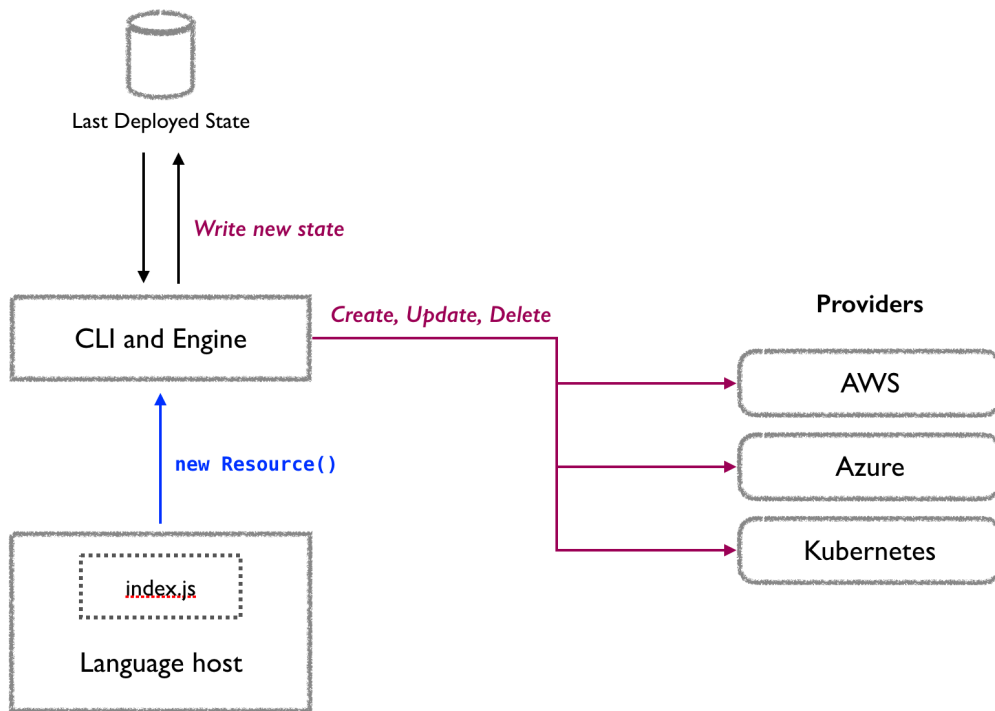 Last Deployed State
Write new state
CLI and Engine
Create, Update, Delete
Providers
AWS
Azure
Kubernetes
new Resource()
index.js
Language host